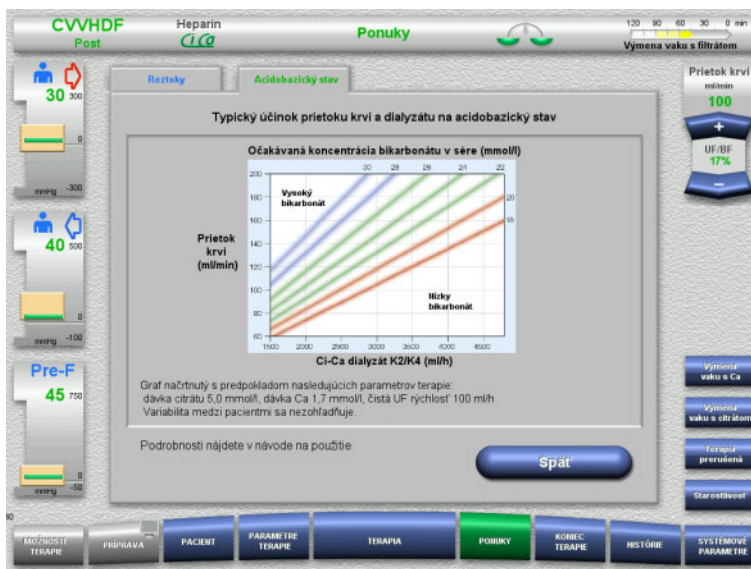 CVVHDF
Post
Heparin
CiCa
Ponuky
120 90 60 30 0 min
Výmena vaku s filtrátom
30 300
0
mmHg -300
40 500
0
mmHg -100
Pre-F
45 750
0
mmHg -50
Roztoky
Acidobazický stav
Typický účinok prietoku krvi a dialyzátu na acidobazický stav
Očakávaná koncentrácia bikarbonátu v sére (mmol/l)
30 28 26 24 22
200
180
160
140
120
100
80
60
Vysoký
bikarbonát
20
18
Prietok
krvi
(ml/min)
Nízky
bikarbonát
1500 2000 2500 3000 3500 4000 4500
Ci-Ca dialyzát K2/K4 (ml/h)
Graf načrtnutý s predpokladom nasledujúcich parametrov terapie:
dávka citrátu 5,0 mmol/l, dávka Ca 1,7 mmol/l, čistá UF rýchlosť 100 ml/h
Variabilita medzi pacientmi sa nezohľadňuje.
Podrobnosti nájdete v návode na použitie
Späť
Prietok krvi
ml/min
100
+
UF/BF
17%
−
Výmena
vaku s Ca
Výmena
vaku s citrátom
Terapia
prerušená
Starostlivosť
MOŽNOSTI
TERAPIE
PRÍPRAVA
PACIENT
PARAMETRE
TERAPIE
TERAPIA
PONUKY
KONIEC
TERAPIE
HISTÓRIE
SYSTÉMOVÉ
PARAMETRE